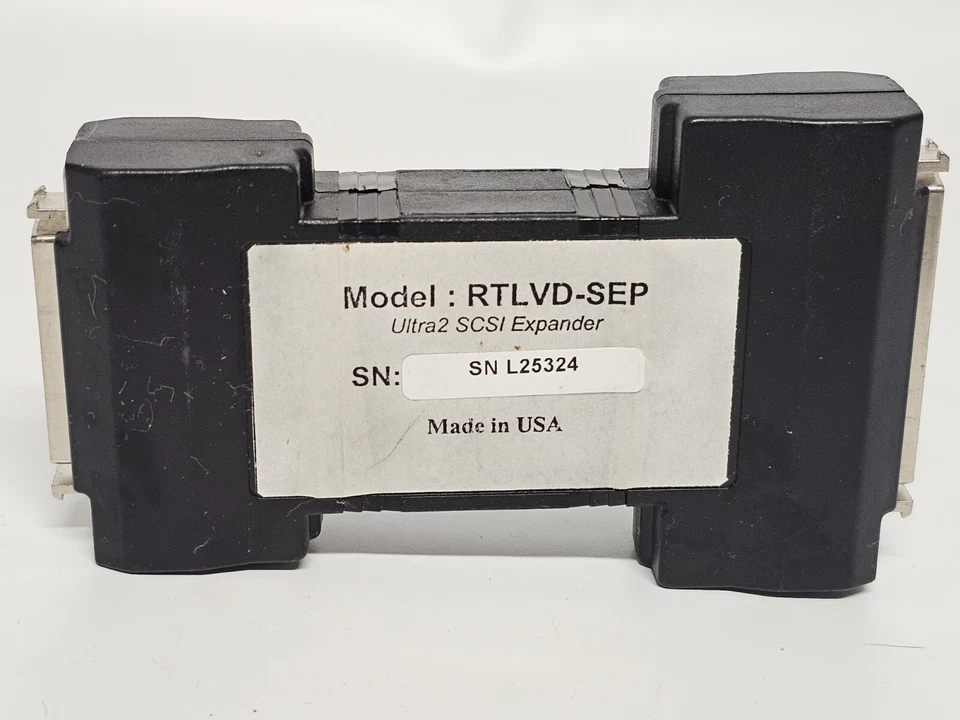 Model : RTLVD-SEP
Ultra2 SCSI Expander
SN: SN L25324
Made in USA